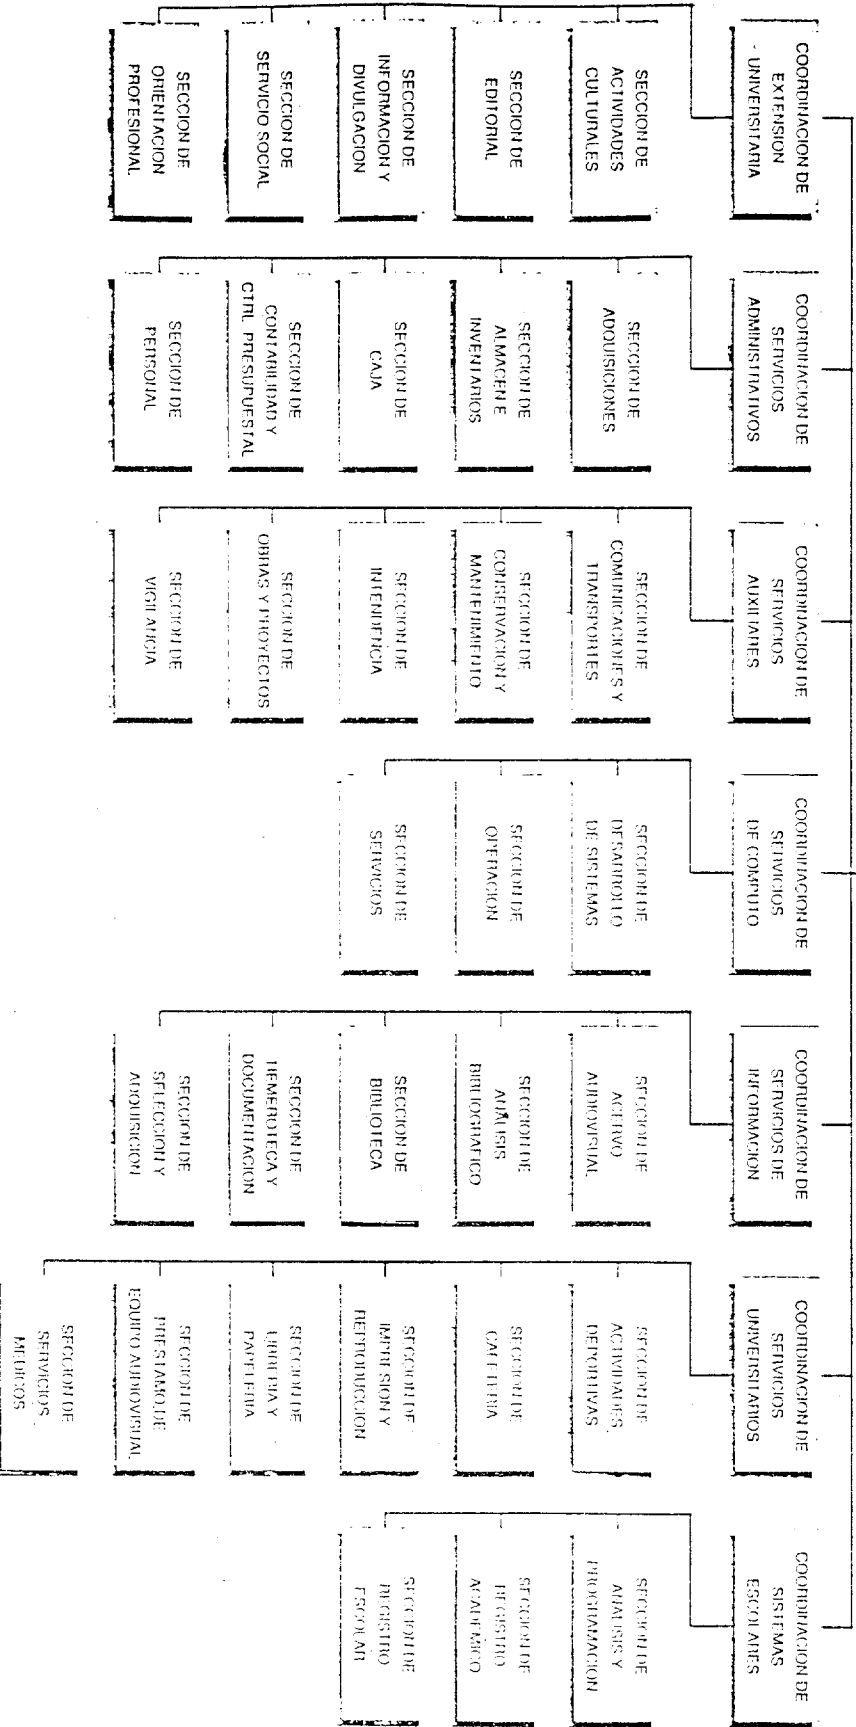 COORDINACION DE
EXTENSION
- UNIVERSITARIA
SECCION DE
ACTIVIDADES
CULTURALES
SECCION DE
EDITORIAL
SECCION DE
INFORMACION Y
DIVULGACION
SECCION DE
SERVICIO SOCIAL
SECCION DE
ORIENTACION
PROFESIONAL
COORDINACION DE
SERVICIOS
ADMINISTRATIVOS
SECCION DE
ADQUISICIONES
SECCION DE
ALMACEN E
INVENTARIOS
SECCION DE
CAJA
SECCION DE
CONTABILIDAD Y
CTRL. PRESUPUESTAL
SECCION DE
PERSONAL
COORDINACION DE
SERVICIOS
AUXILIARES
SECCION DE
COMUNICACIONES Y
TRANSPORTES
SECCION DE
CONSERVACION Y
MANTENIMIENTO
SECCION DE
INTENDENCIA
SECCION DE
OBRAS Y PROYECTOS
SECCION DE
VIGILANCIA
COORDINACION DE
SERVICIOS
DE COMPUTO
SECCION DE
DESARROLLO
DE SISTEMAS
SECCION DE
OPERACION
SECCION DE
SERVICIOS
COORDINACION DE
SERVICIOS DE
INFORMACION
SECCION DE
ACERVO
AUDIOVISUAL
SECCION DE
ANALISIS
BIBLIOGRAFICO
SECCION DE
BIBLIOTECA
SECCION DE
HEMEROTECA Y
DOCUMENTACION
SECCION DE
SELECCION Y
ADQUISICION
COORDINACION DE
SERVICIOS
UNIVERSITARIOS
SECCION DE
ACTIVIDADES
DEPORTIVAS
SECCION DE
CAFETERIA
SECCION DE
IMPRESION Y
REPRODUCCION
SECCION DE
LIBRERIA Y
PAPELERIA
SECCION DE
PRESTAMO DE
EQUIPO AUDIOVISUAL
SECCION DE
SERVICIOS
MEDICOS
COORDINACION DE
SISTEMAS
ESCOLARES
SECCION DE
ANALISIS Y
PROGRAMACION
SECCION DE
REGISTRO
ACADEMICO
SECCION DE
REGISTRO
ESCOLAR